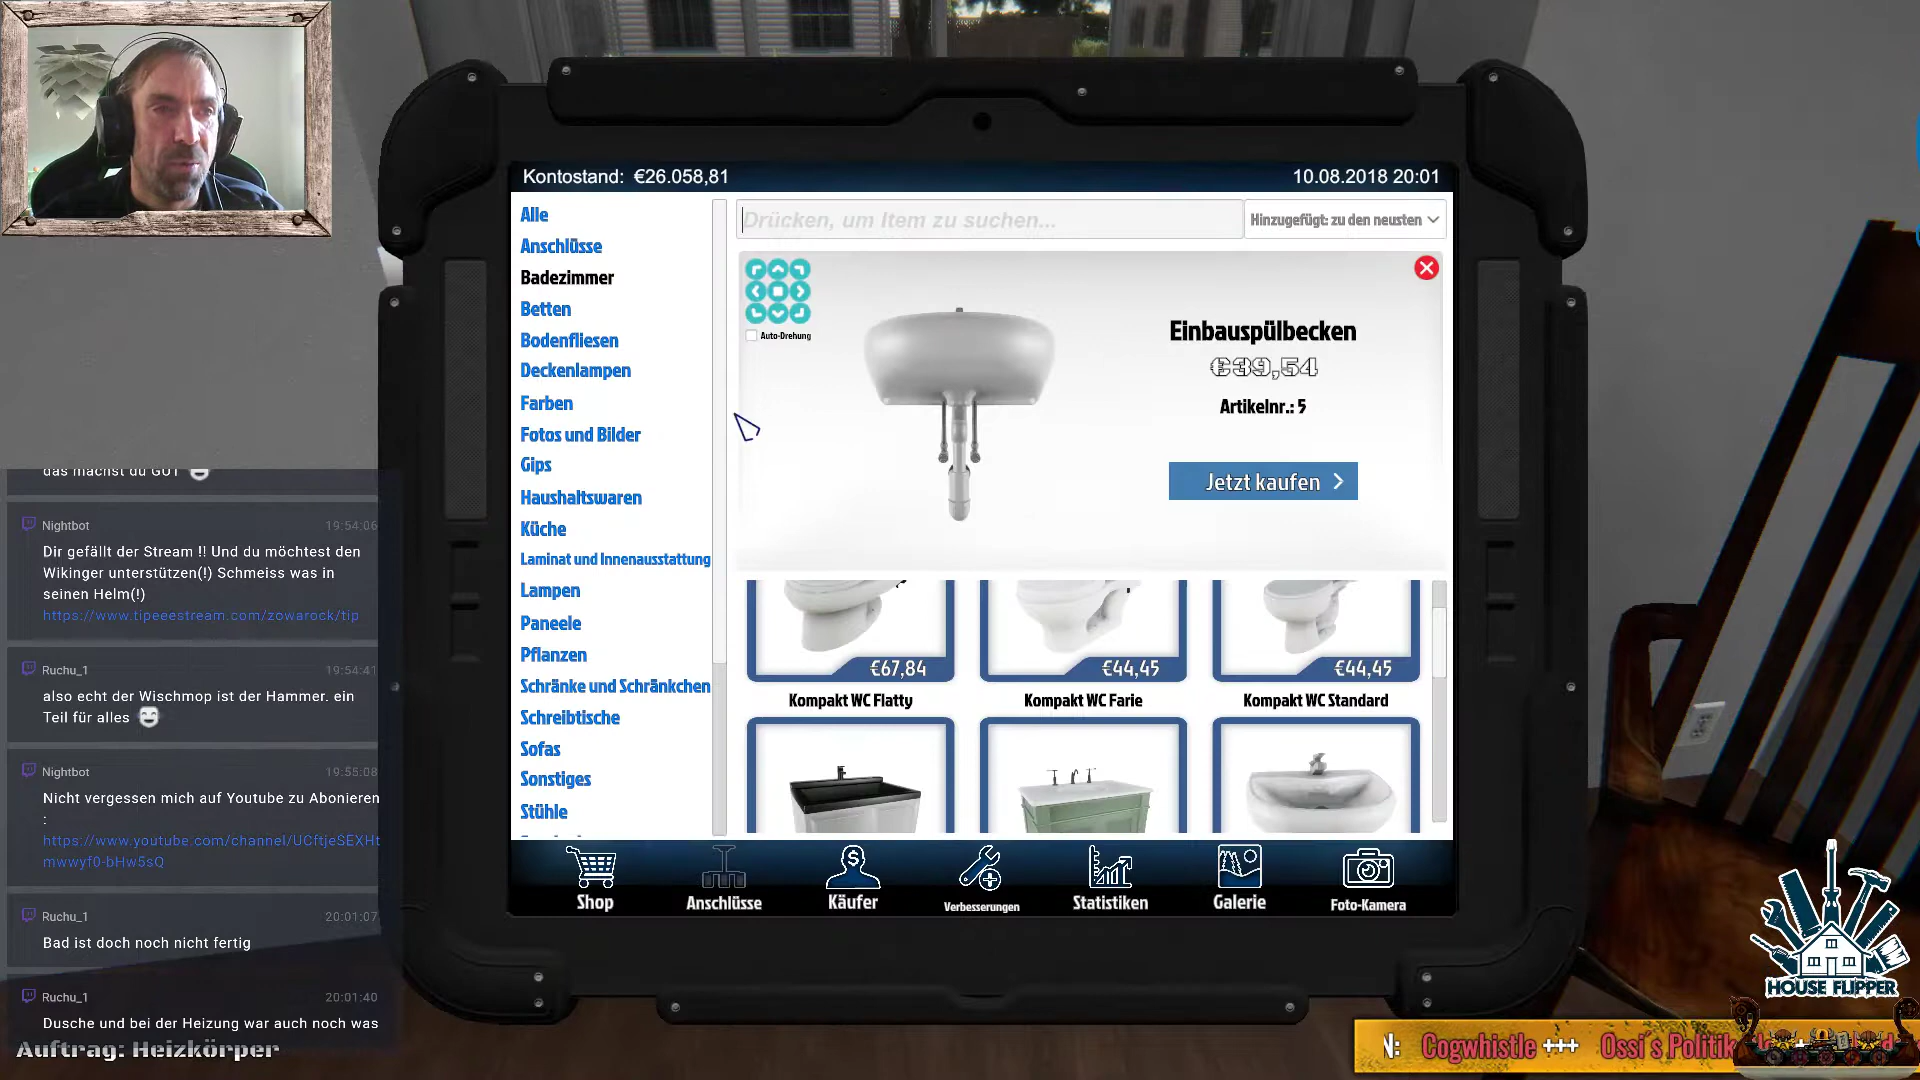 Kontostand: €26.058,81
10.08.2018 20:01
Alle
Anschlüsse
Badezimmer
Betten
Bodenfliesen
Deckenlampen
Farben
Fotos und Bilder
Gips
Haushaltswaren
Küche
Laminat und Innenausstattung
Lampen
Paneele
Pflanzen
Schränke und Schränkchen
Schreibtische
Sofas
Sonstiges
Stühle
Drücken, um Item zu suchen...
Hinzugefügt: zu den neusten
Auto-Drehung
Einbauspülbecken
€39,54
Artikelnr.: 5
Jetzt kaufen
€67,84
€44,45
€44,45
Kompakt WC Flatty
Kompakt WC Farie
Kompakt WC Standard
Shop
Anschlüsse
Käufer
Verbesserungen
Statistiken
Galerie
Foto-Kamera
das machst du GUT
Nightbot 19:54:06
Dir gefällt der Stream !! Und du möchtest den
Wikinger unterstützen(!) Schmeiss was in
seinen Helm(!)
https://www.tipeeestream.com/zowarock/tip
Ruchu_1 19:54:41
also echt der Wischmop ist der Hammer. ein
Teil für alles
Nightbot 19:55:08
Nicht vergessen mich auf Youtube zu Abonieren
:
https://www.youtube.com/channel/UCftjeSEXHt
mwwyf0-bHw5sQ
Ruchu_1 20:01:07
Bad ist doch noch nicht fertig
Ruchu_1 20:01:40
Dusche und bei der Heizung war auch noch was
Auftrag: Heizkörper
HOUSE FLIPPER
N: Cogwhistle +++ Ossi´s Politik